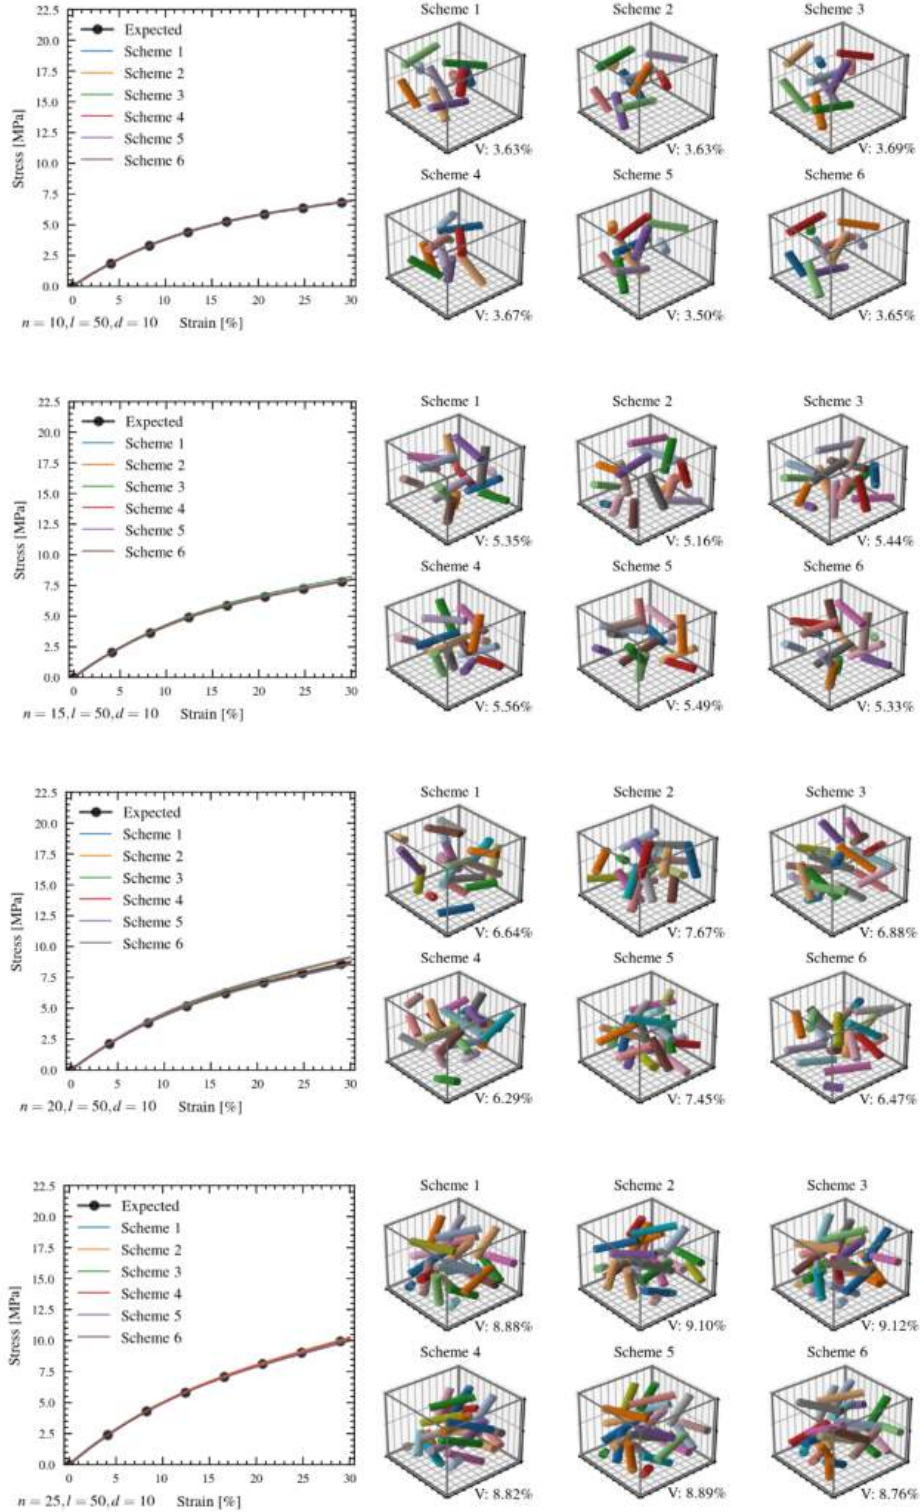 22.5
20.0
17.5
15.0
12.5
10.0
7.5
5.0
2.5
0.0
Stress [MPa]
Expected
Scheme 1
Scheme 2
Scheme 3
Scheme 4
Scheme 5
Scheme 6
0 5 10 15 20 25 30
n = 10, l = 50, d = 10 Strain [%]
Scheme 1 Scheme 2 Scheme 3
V: 3.63% V: 3.63% V: 3.69%
Scheme 4 Scheme 5 Scheme 6
V: 3.67% V: 3.50% V: 3.65%
22.5
20.0
17.5
15.0
12.5
10.0
7.5
5.0
2.5
0.0
Stress [MPa]
Expected
Scheme 1
Scheme 2
Scheme 3
Scheme 4
Scheme 5
Scheme 6
0 5 10 15 20 25 30
n = 15, l = 50, d = 10 Strain [%]
Scheme 1 Scheme 2 Scheme 3
V: 5.35% V: 5.16% V: 5.44%
Scheme 4 Scheme 5 Scheme 6
V: 5.56% V: 5.49% V: 5.33%
22.5
20.0
17.5
15.0
12.5
10.0
7.5
5.0
2.5
0.0
Stress [MPa]
Expected
Scheme 1
Scheme 2
Scheme 3
Scheme 4
Scheme 5
Scheme 6
0 5 10 15 20 25 30
n = 20, l = 50, d = 10 Strain [%]
Scheme 1 Scheme 2 Scheme 3
V: 6.64% V: 7.67% V: 6.88%
Scheme 4 Scheme 5 Scheme 6
V: 6.29% V: 7.45% V: 6.47%
22.5
20.0
17.5
15.0
12.5
10.0
7.5
5.0
2.5
0.0
Stress [MPa]
Expected
Scheme 1
Scheme 2
Scheme 3
Scheme 4
Scheme 5
Scheme 6
0 5 10 15 20 25 30
n = 25, l = 50, d = 10 Strain [%]
Scheme 1 Scheme 2 Scheme 3
V: 8.88% V: 9.10% V: 9.12%
Scheme 4 Scheme 5 Scheme 6
V: 8.82% V: 8.89% V: 8.76%